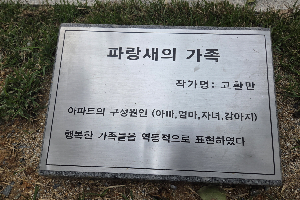 파랑새의 가족
작가명: 고환만
아파트의 구성원인 (아빠,엄마,자녀,강아지)
행복한 가족들을 역동적으로 표현하였다